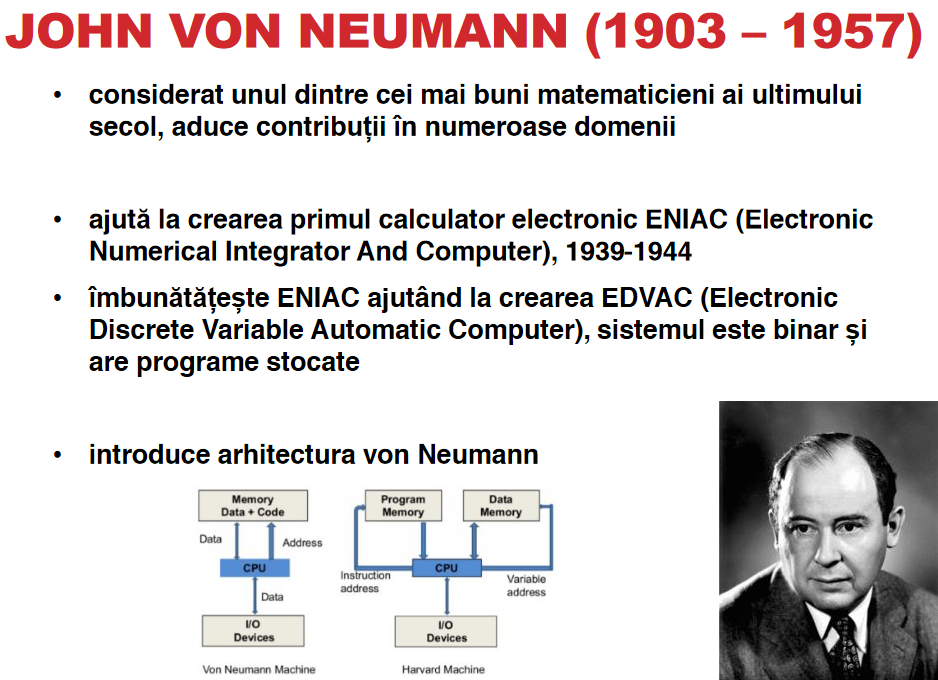 JOHN VON NEUMANN (1903 – 1957)
• considerat unul dintre cei mai buni matematicieni ai ultimului
secol, aduce contribuții în numeroase domenii
• ajută la crearea primul calculator electronic ENIAC (Electronic
Numerical Integrator And Computer), 1939-1944
• îmbunătățește ENIAC ajutând la crearea EDVAC (Electronic
Discrete Variable Automatic Computer), sistemul este binar și
are programe stocate
• introduce arhitectura von Neumann
Memory
Data + Code
Data
Address
CPU
Data
I/O
Devices
Von Neumann Machine
Program
Memory
Data
Memory
Instruction
address
CPU
Variable
address
I/O
Devices
Harvard Machine